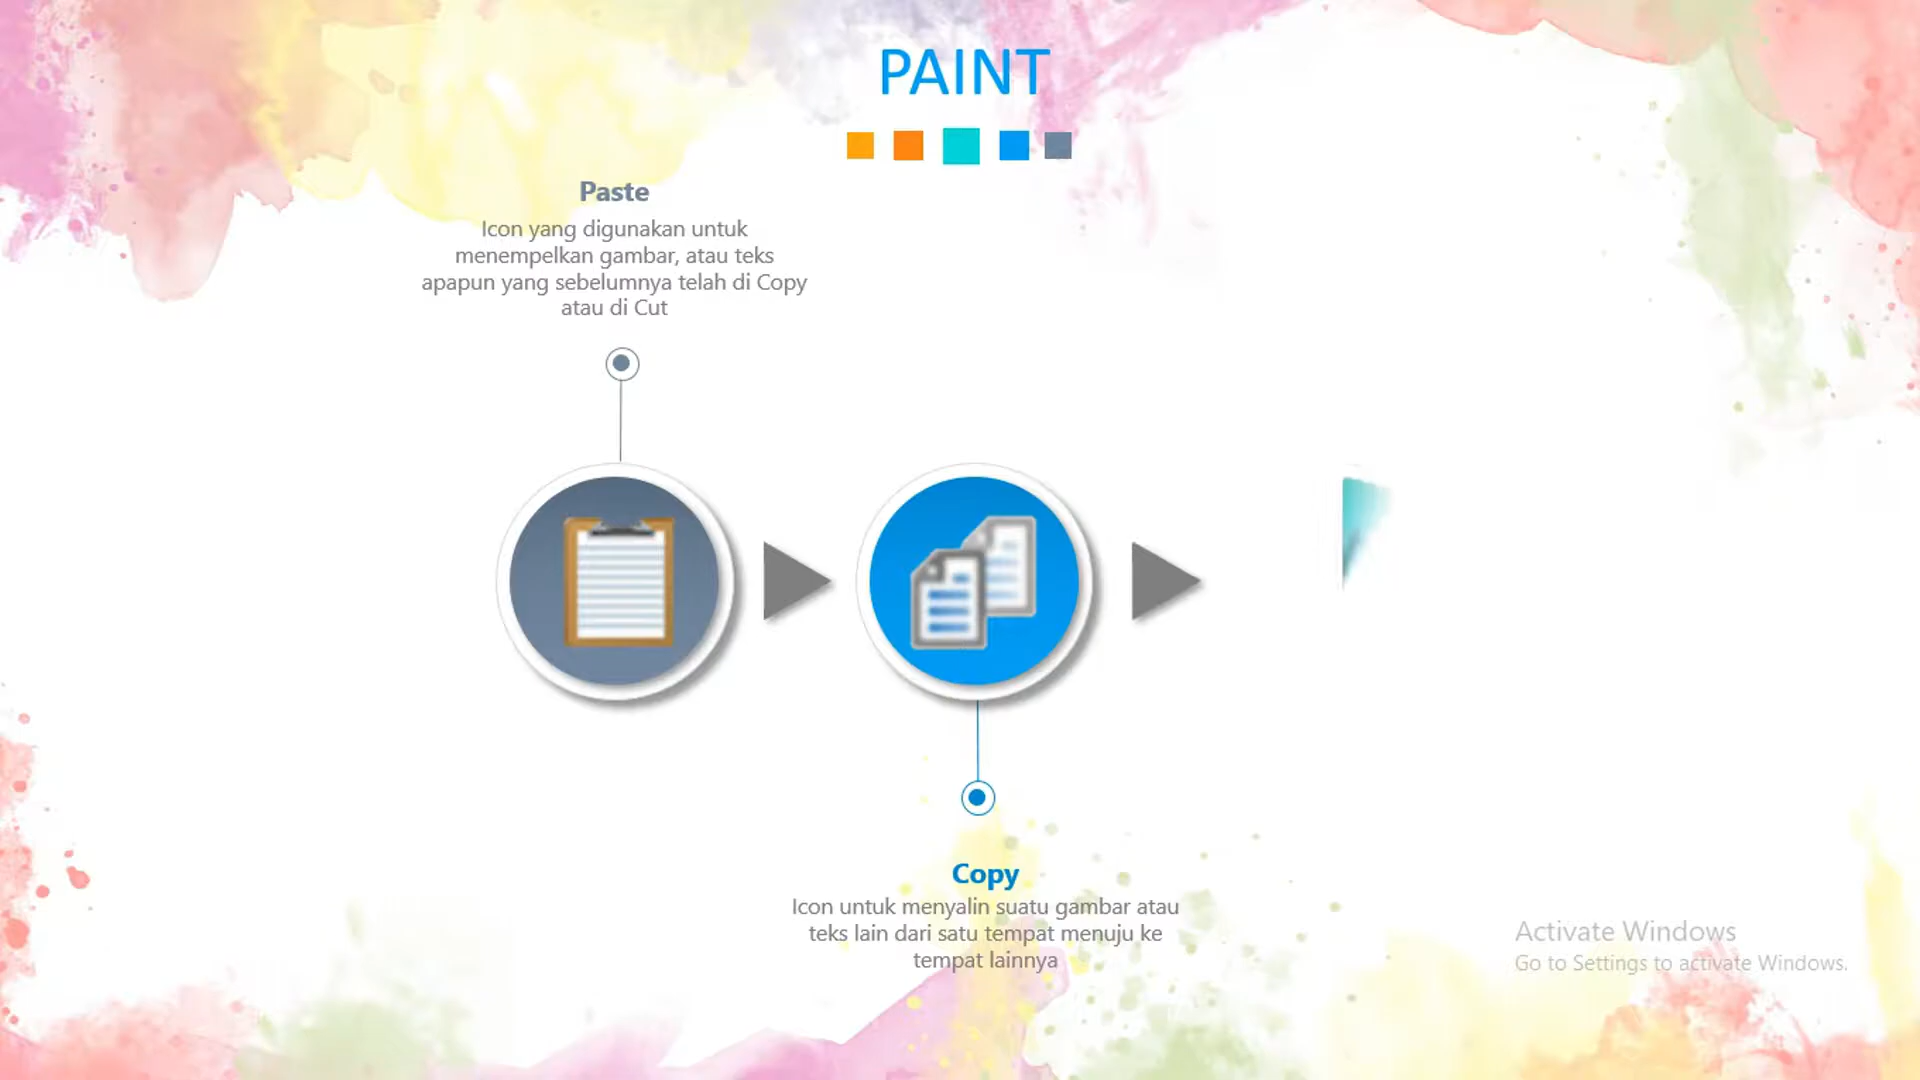 PAINT
Paste
Icon yang digunakan untuk
menempelkan gambar, atau teks
apapun yang sebelumnya telah di Copy
atau di Cut
Copy
Icon untuk menyalin suatu gambar atau
teks lain dari satu tempat menuju ke
tempat lainnya
Activate Windows
Go to Settings to activate Windows.